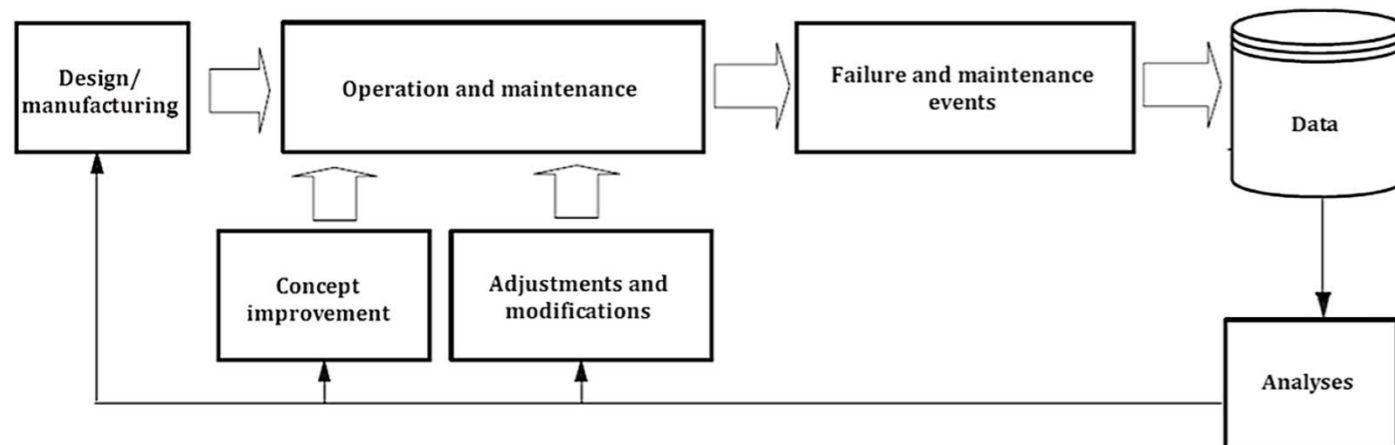 Design/
manufacturing
Operation and maintenance
Failure and maintenance
events
Data
Concept
improvement
Adjustments and
modifications
Analyses